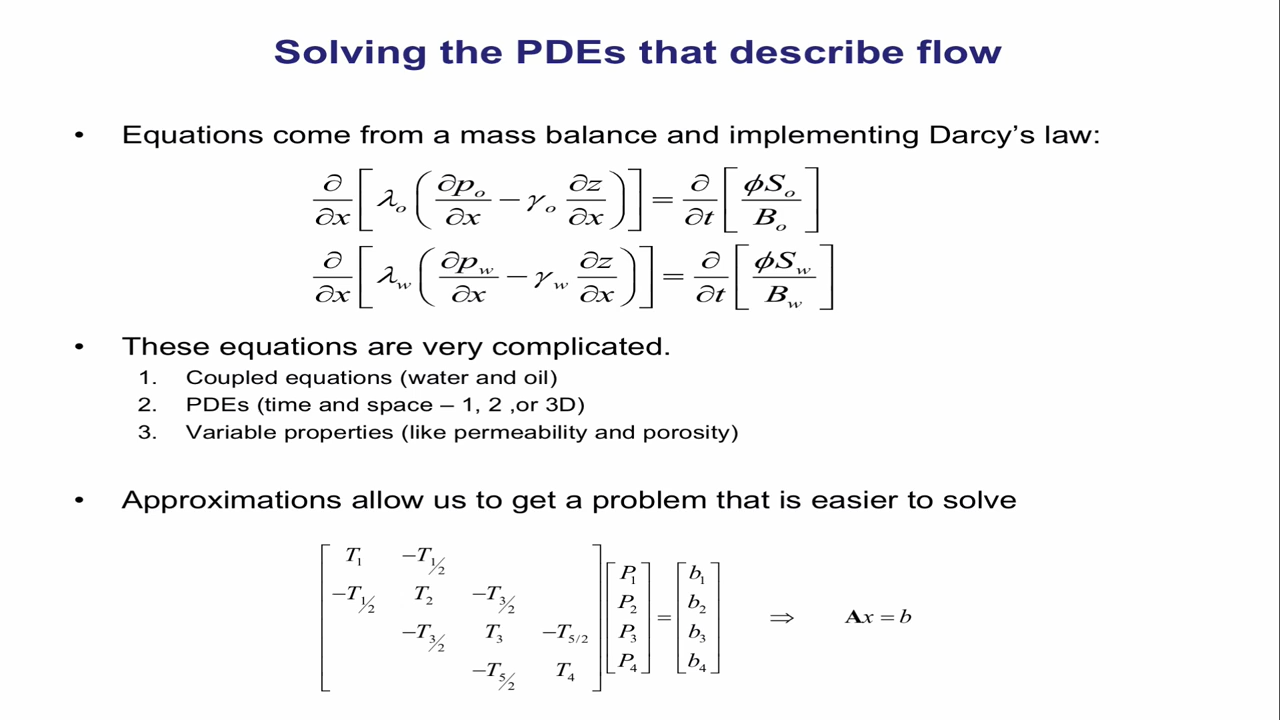 Solving the PDEs that describe flow
• Equations come from a mass balance and implementing Darcy's law:
∂/∂x [ λ_o ( ∂p_o/∂x − γ_o ∂z/∂x ) ] = ∂/∂t [ ϕS_o/B_o ]
∂/∂x [ λ_w ( ∂p_w/∂x − γ_w ∂z/∂x ) ] = ∂/∂t [ ϕS_w/B_w ]
• These equations are very complicated.
1. Coupled equations (water and oil)
2. PDEs (time and space – 1, 2 ,or 3D)
3. Variable properties (like permeability and porosity)
• Approximations allow us to get a problem that is easier to solve
T_1 −T_1/2 P_1 b_1
−T_1/2 T_2 −T_3/2 P_2 b_2
−T_3/2 T_3 −T_5/2 P_3 = b_3 ⇒ Ax = b
−T_5/2 T_4 P_4 b_4